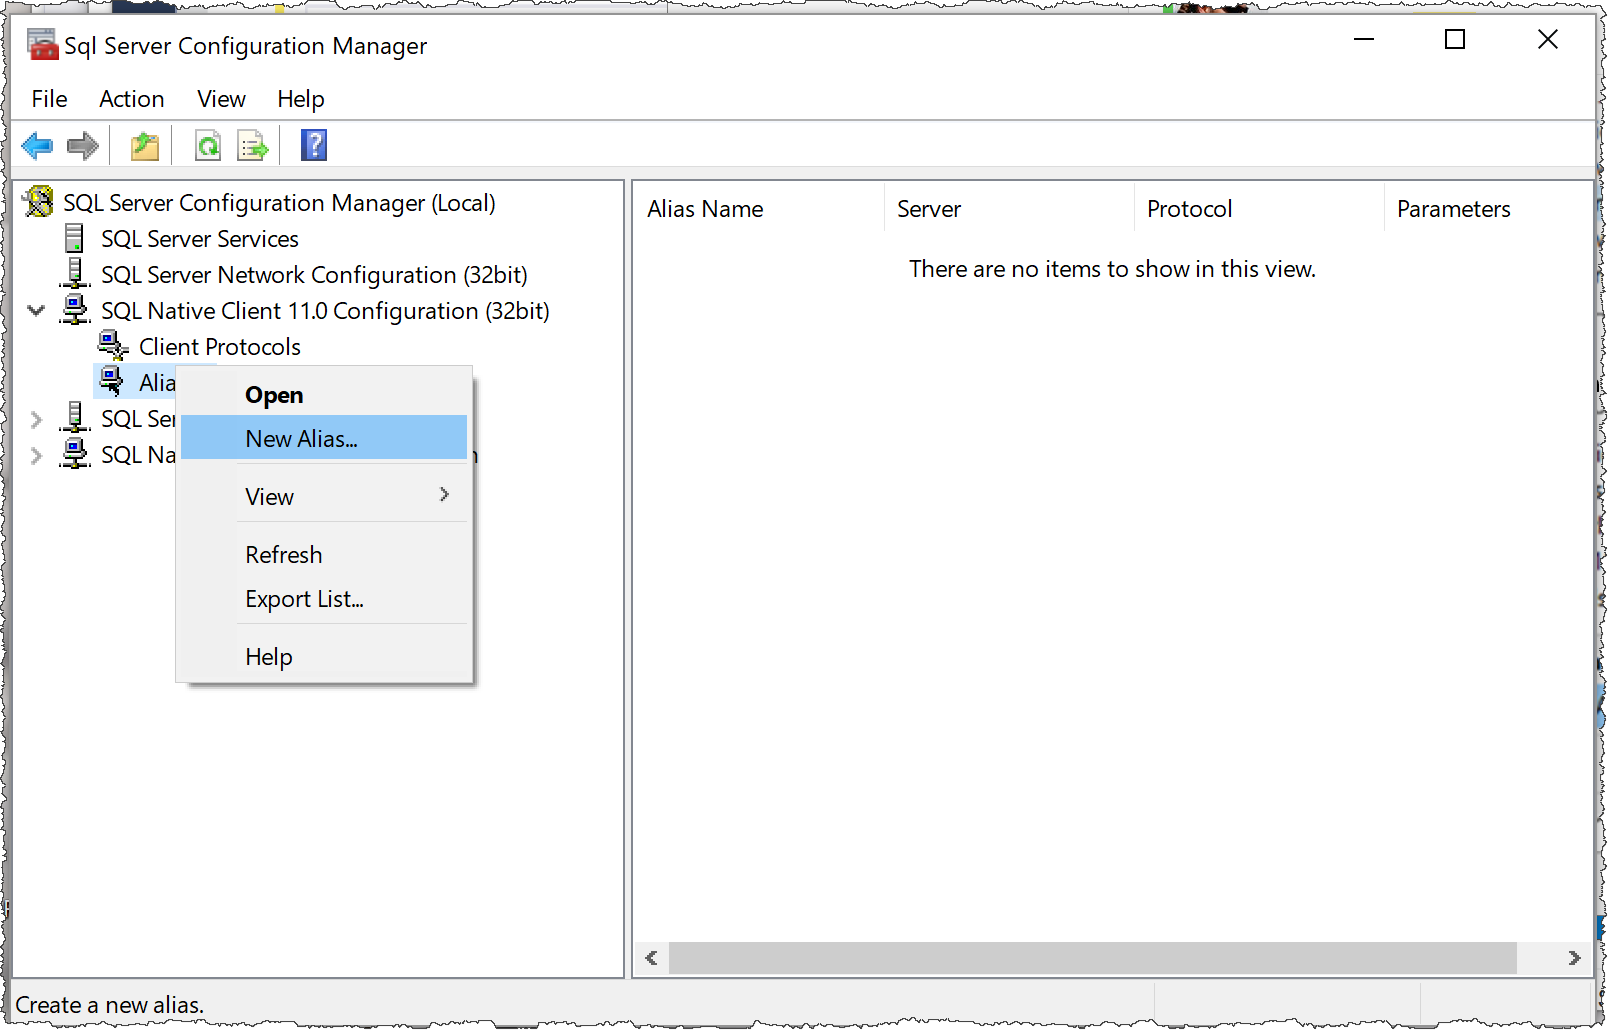 Sql Server Configuration Manager
File Action View Help
SQL Server Configuration Manager (Local)
SQL Server Services
SQL Server Network Configuration (32bit)
SQL Native Client 11.0 Configuration (32bit)
Client Protocols
Alia
SQL Ser
SQL Na
Open
New Alias...
View
Refresh
Export List...
Help
Alias Name Server Protocol Parameters
There are no items to show in this view.
Create a new alias.